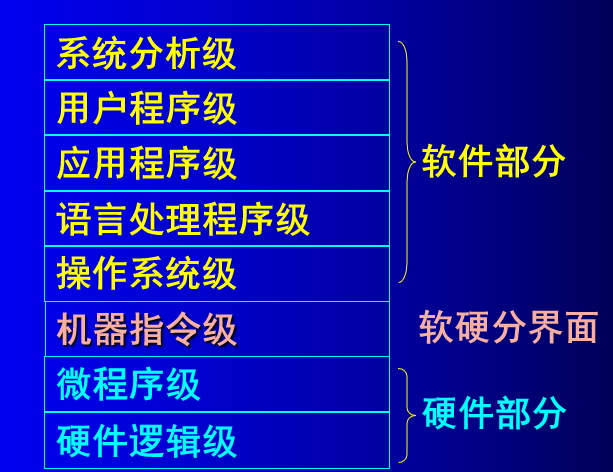 系统分析级
用户程序级
应用程序级
软件部分
语言处理程序级
操作系统级
机器指令级
软硬分界面
微程序级
硬件部分
硬件逻辑级